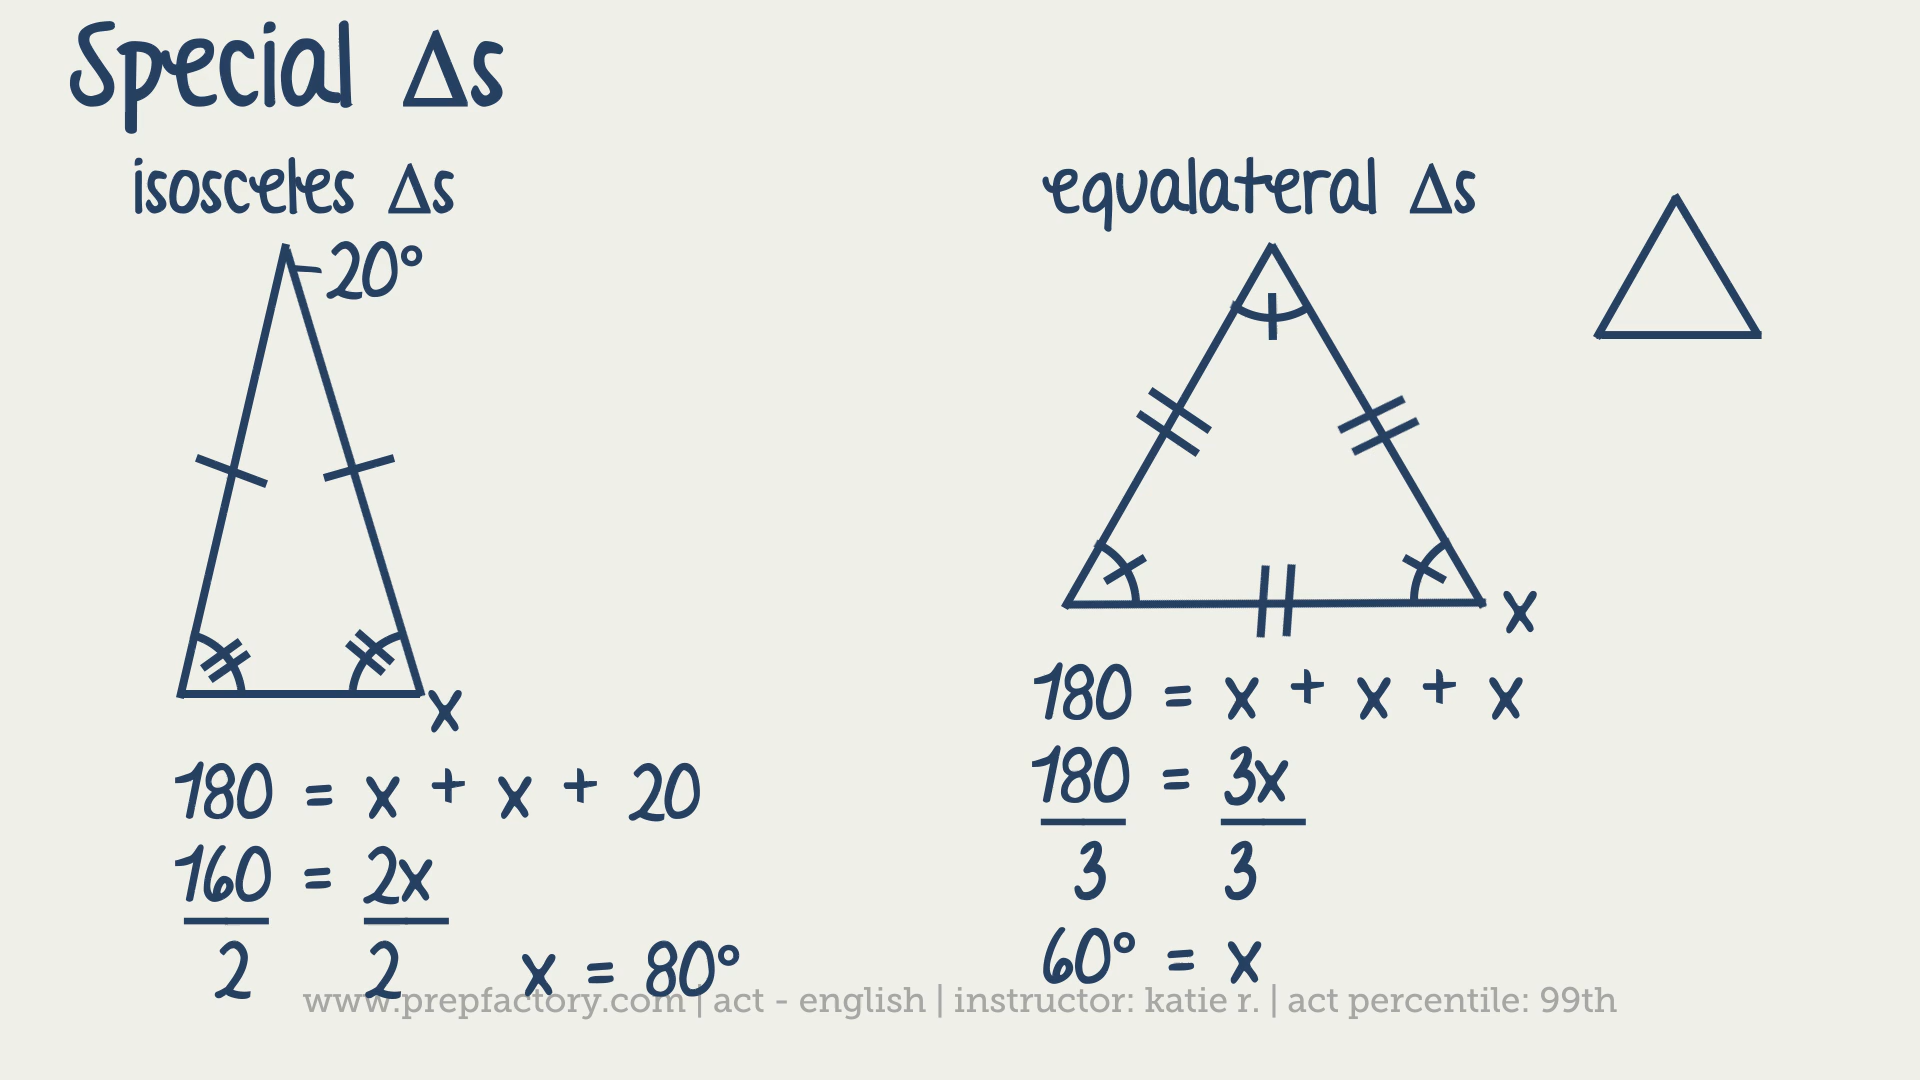 Special Δs
isosceles Δs
20°
x
180 = x + x + 20
160 = 2x
2 2 x = 80°
equalateral Δs
x
180 = x + x + x
180 = 3x
3 3
60° = x
www.prepfactory.com | act - english | instructor: katie r. | act percentile: 99th